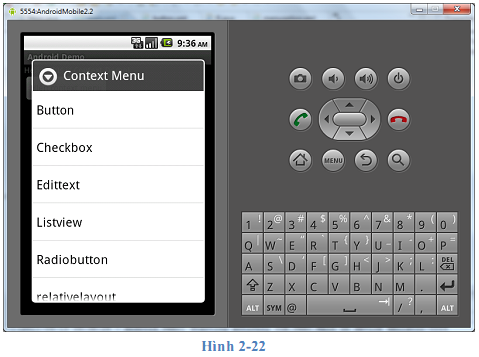 5554:AndroidMobile2.2
9:36 AM
Android Demo
Context Menu
Button
Checkbox
Edittext
Listview
Radiobutton
relativelayout
MENU
1 ! 2 @ 3 # 4 $ 5 % 6 ^ 7 & 8 * 9 ( 0 )
Q | W ~ E " R ` T { Y } U _ I - O + P =
A S \ D ' F [ G ] H < J > K ; L : DEL
Z X C V B N M .
ALT SYM @ / ? , ALT
Hình 2-22